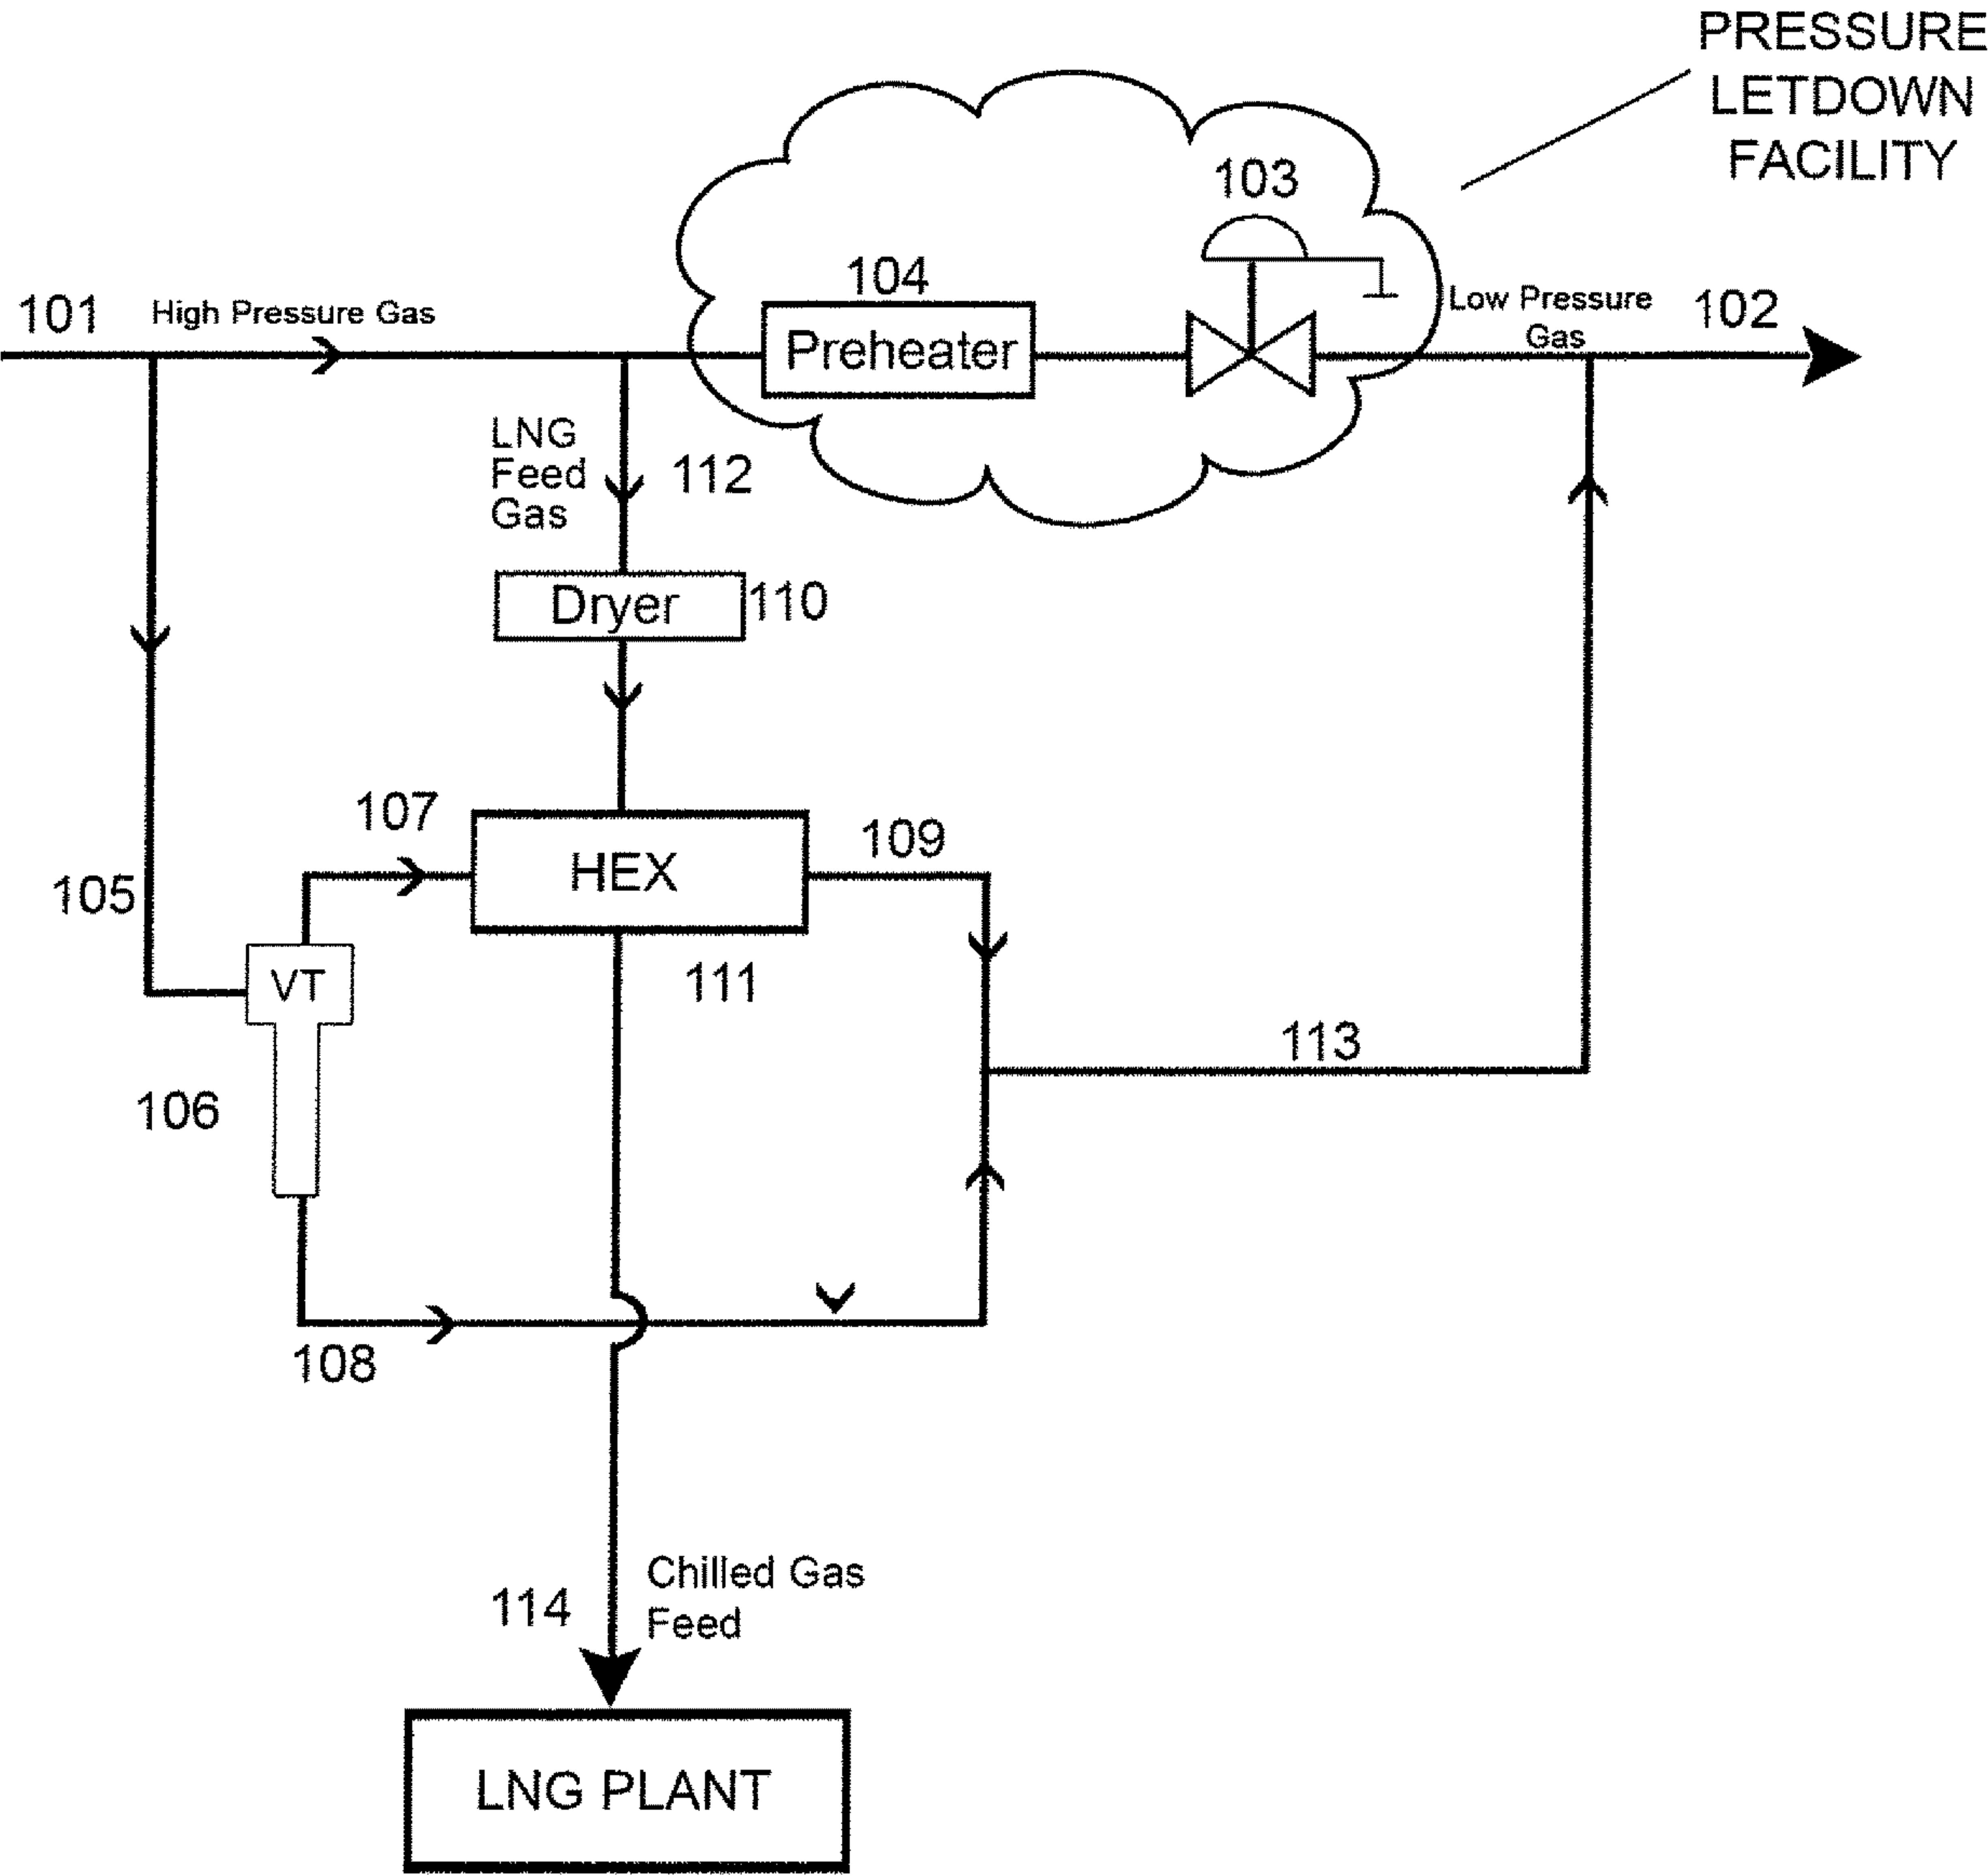 PRESSURE
LETDOWN
FACILITY
103
104
101
High Pressure Gas
Preheater
Low Pressure
Gas
102
LNG
Feed
Gas
112
Dryer
110
107
HEX
109
105
VT
111
106
113
108
114
Chilled Gas
Feed
LNG PLANT